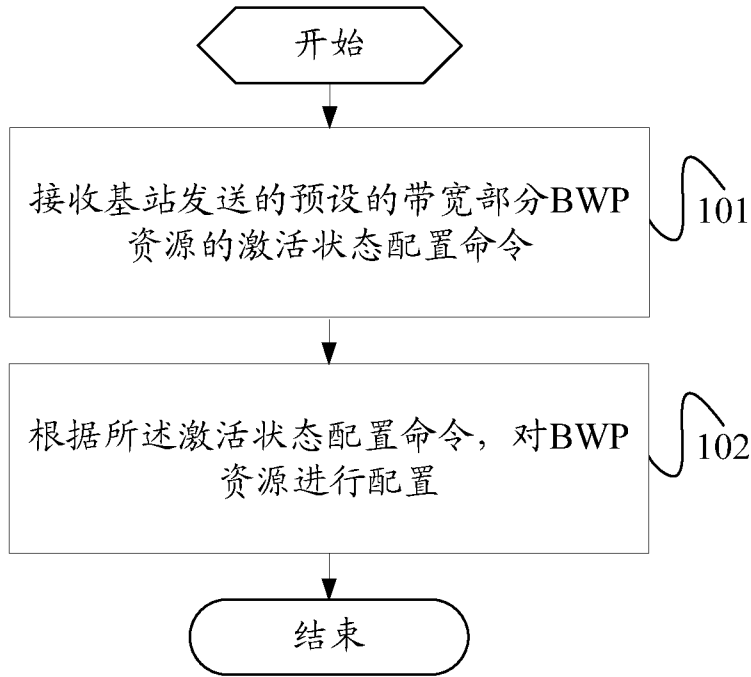 开始
接收基站发送的预设的带宽部分BWP
资源的激活状态配置命令
101
根据所述激活状态配置命令，对BWP
资源进行配置
102
结束